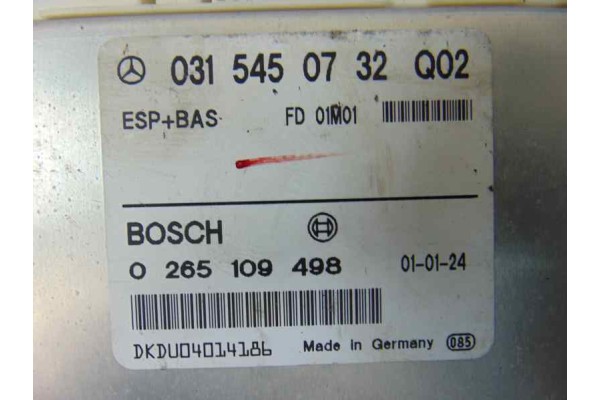 031 545 07 32 Q02
ESP+BAS FD 01M01
BOSCH
0 265 109 498 01-01-24
DKDU04014186 Made in Germany 085